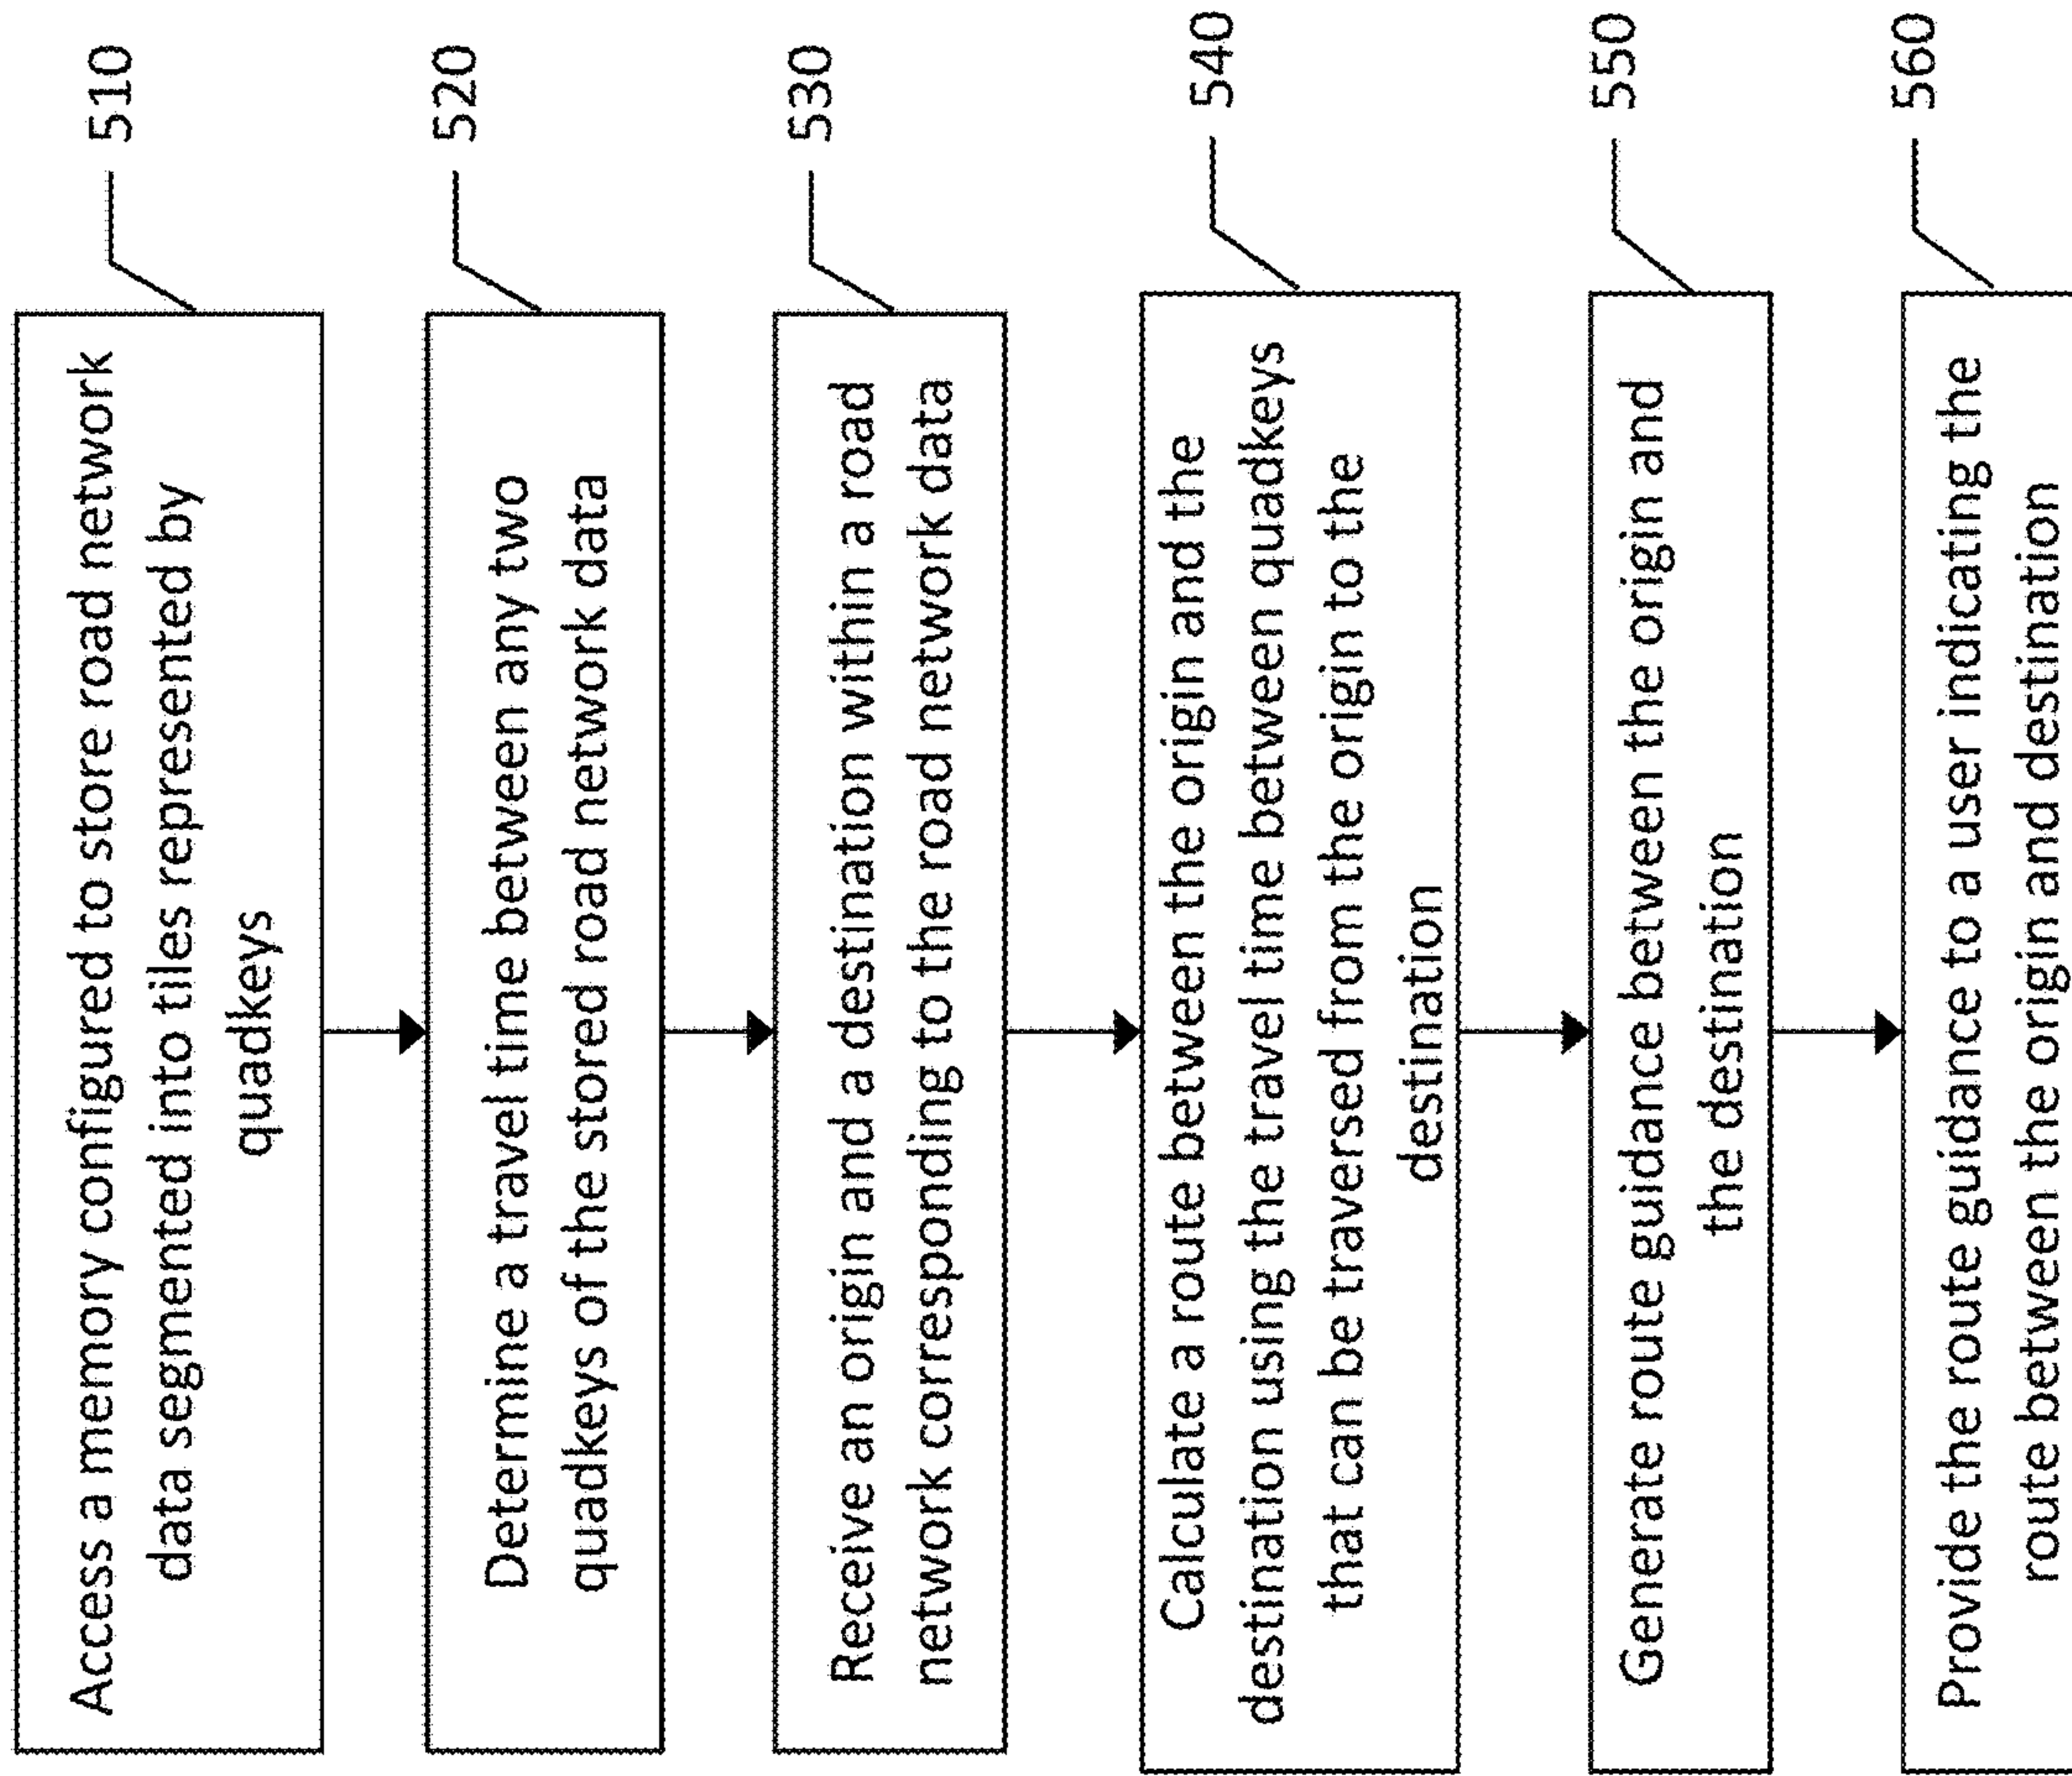 Access a memory configured to store road network
data segmented into tiles represented by
quadkeys
510
Determine a travel time between any two
quadkeys of the stored road network data
520
Receive an origin and a destination within a road
network corresponding to the road network data
530
Calculate a route between the origin and the
destination using the travel time between quadkeys
that can be traversed from the origin to the
destination
540
Generate route guidance between the origin and
the destination
550
Provide the route guidance to a user indicating the
route between the origin and destination
560